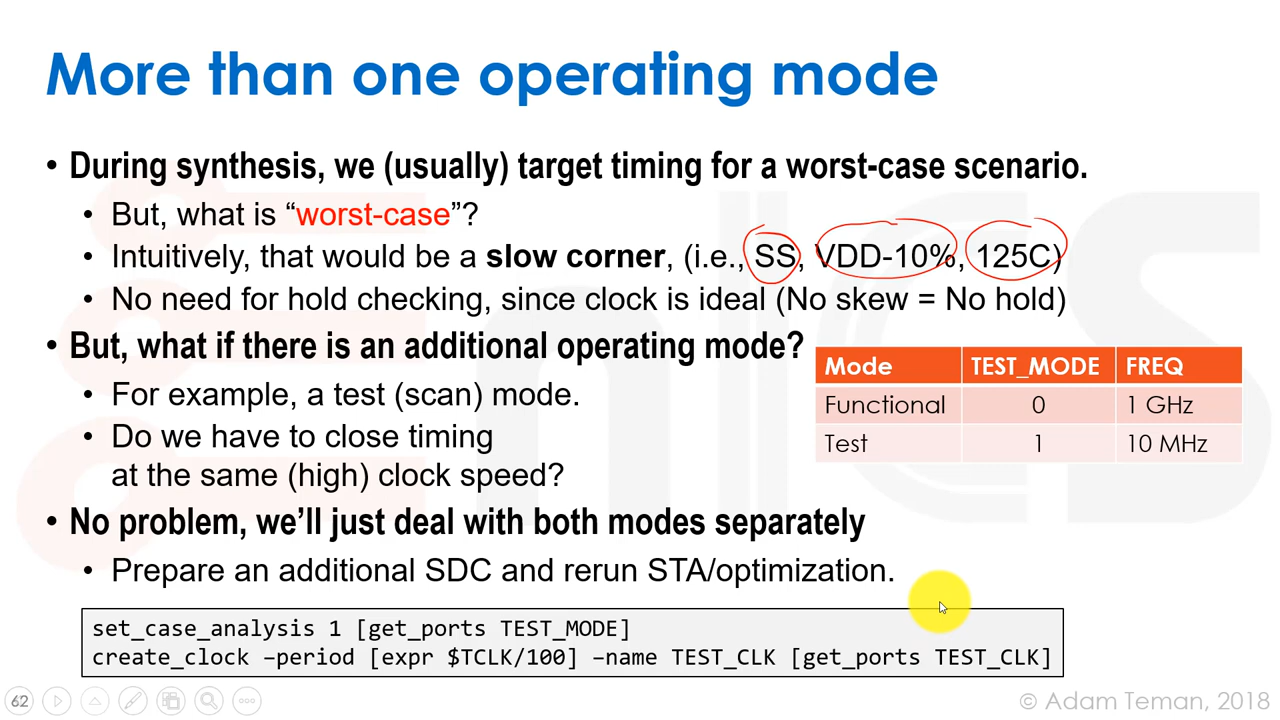 More than one operating mode
• During synthesis, we (usually) target timing for a worst-case scenario.
• But, what is “worst-case”?
• Intuitively, that would be a slow corner, (i.e., SS, VDD-10%, 125C)
• No need for hold checking, since clock is ideal (No skew = No hold)
• But, what if there is an additional operating mode?
• For example, a test (scan) mode.
• Do we have to close timing
at the same (high) clock speed?
Mode TEST_MODE FREQ
Functional 0 1 GHz
Test 1 10 MHz
• No problem, we’ll just deal with both modes separately
• Prepare an additional SDC and rerun STA/optimization.
set_case_analysis 1 [get_ports TEST_MODE]
create_clock –period [expr $TCLK/100] –name TEST_CLK [get_ports TEST_CLK]
62
© Adam Teman, 2018